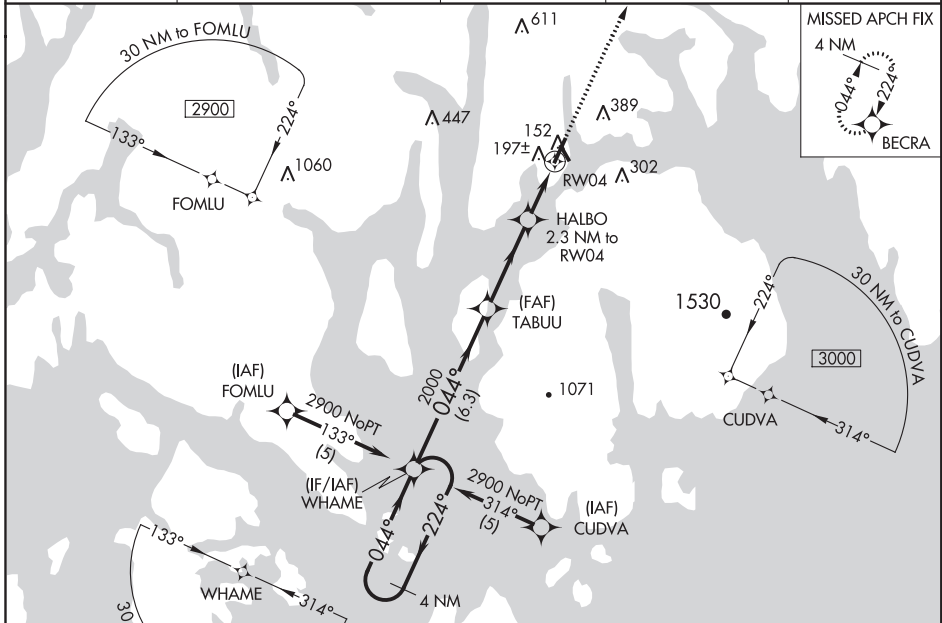 611
MISSED APCH FIX
4 NM
044°
224°
BECRA
30 NM to FOMLU
2900
224°
133°
FOMLU
1060
447
389
152
197±
RW04
302
HALBO
2.3 NM to
RW04
(FAF)
TABUU
1530
224°
30 NM to CUDVA
3000
CUDVA
314°
1071
2000
044°
(6.3)
(IAF)
FOMLU
2900 NoPT
133°
(5)
(IF/IAF)
WHAME
2900 NoPT
314°
(5)
(IAF)
CUDVA
044°
224°
4 NM
133°
WHAME
314°
30